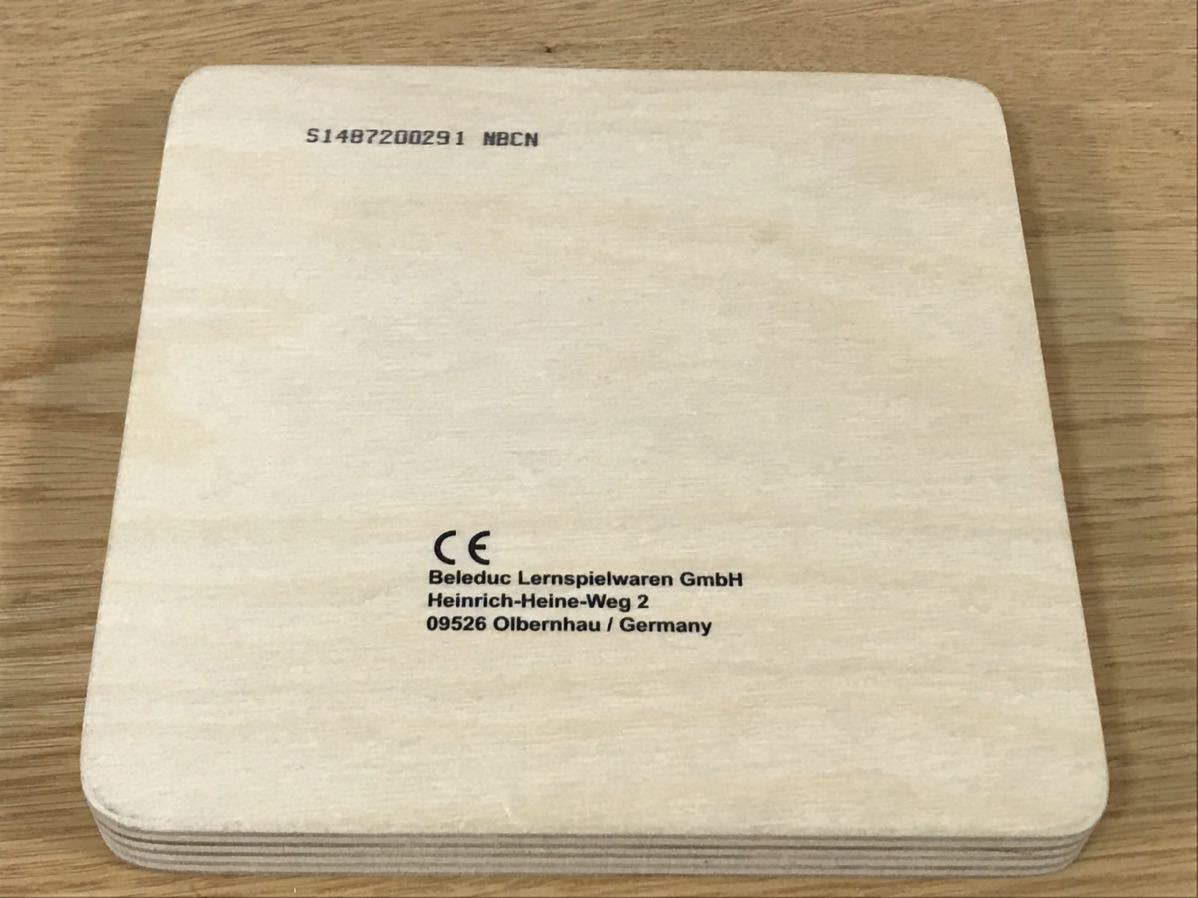 S1487200291 NBCN
CE
Beleduc Lernspielwaren GmbH
Heinrich-Heine-Weg 2
09526 Olbernhau / Germany